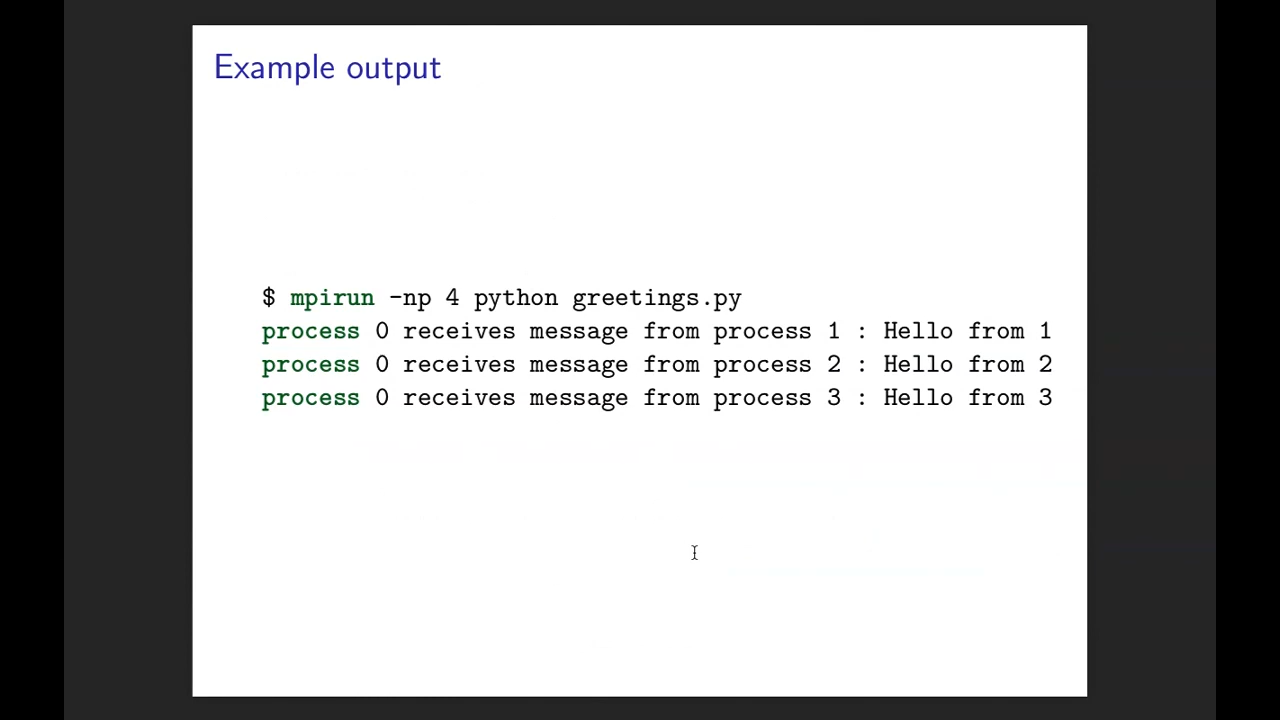 Example output
$ mpirun -np 4 python greetings.py
process 0 receives message from process 1 : Hello from 1
process 0 receives message from process 2 : Hello from 2
process 0 receives message from process 3 : Hello from 3